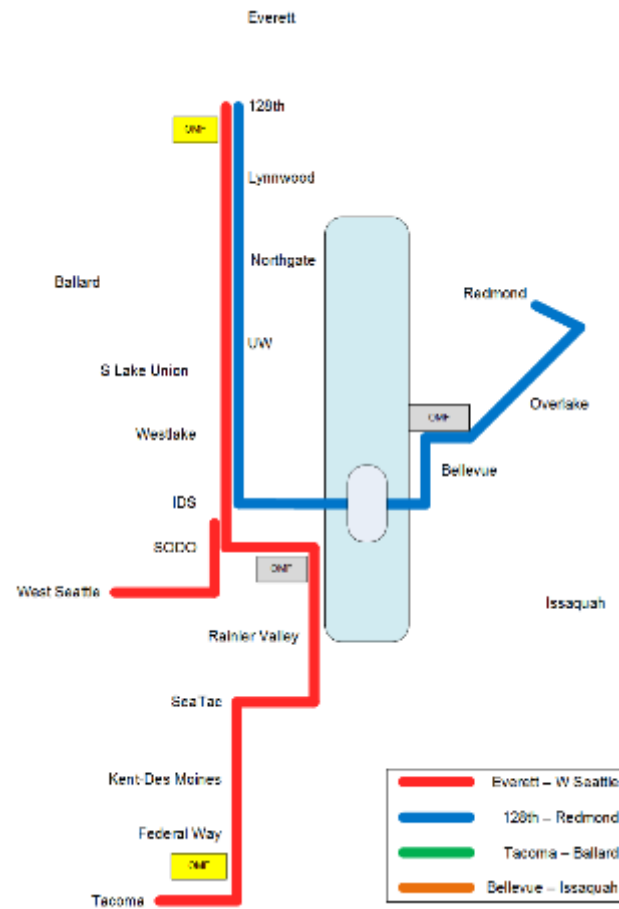 Everett
128th
OMF
Lynnwood
Northgate
Ballard
Redmond
UW
S Lake Union
Overlake
OMF
Westlake
Bellevue
IDS
SODO
OMF
West Seattle
Issaquah
Rainier Valley
SeaTac
Kent-Des Moines
Everett – W Seattle
128th – Redmond
Federal Way
Tacoma – Ballard
OMF
Bellevue – Issaquah
Tacoma